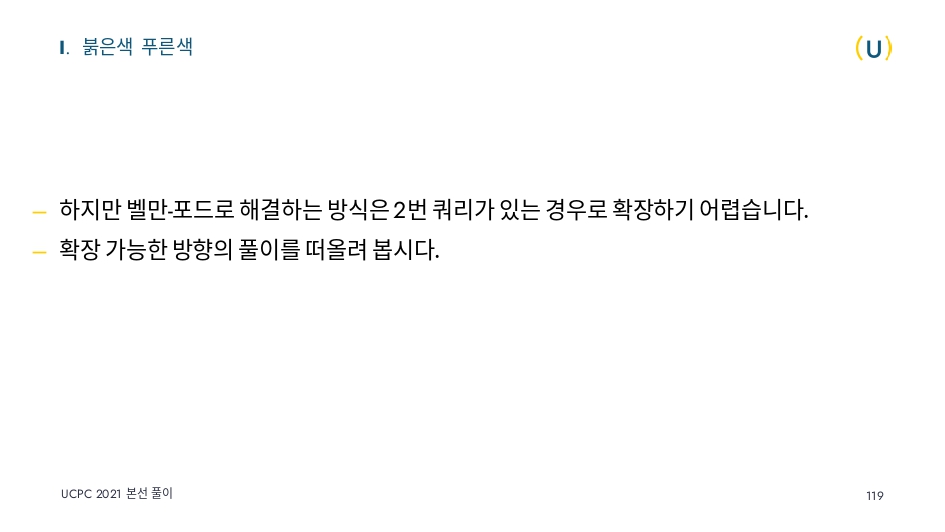 I. 붉은색 푸른색
(U)
– 하지만 벨만-포드로 해결하는 방식은 2번 쿼리가 있는 경우로 확장하기 어렵습니다.
– 확장 가능한 방향의 풀이를 떠올려 봅시다.
UCPC 2021 본선 풀이
119